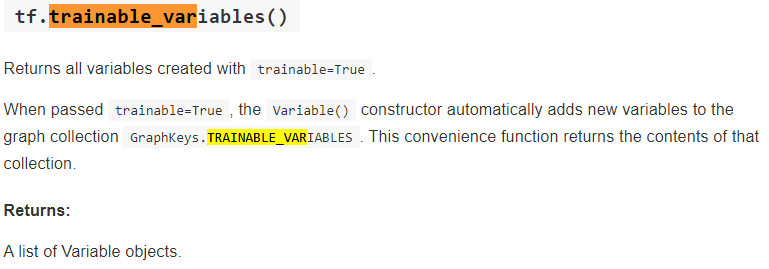 tf.trainable_variables()
Returns all variables created with trainable=True.
When passed trainable=True, the Variable() constructor automatically adds new variables to the
graph collection GraphKeys.TRAINABLE_VARIABLES. This convenience function returns the contents of that
collection.
Returns:
A list of Variable objects.